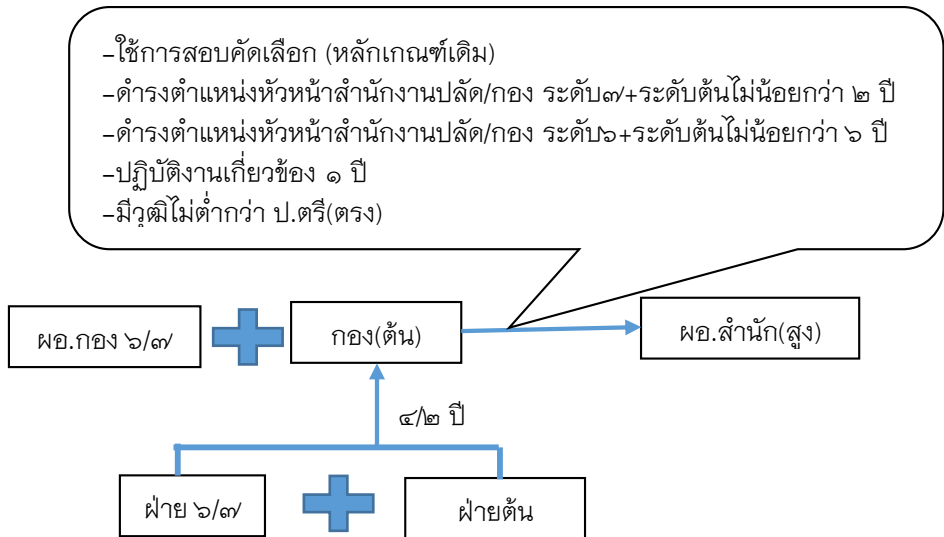 -ใช้การสอบคัดเลือก (หลักเกณฑ์เดิม)
-ดำรงตำแหน่งหัวหน้าสำนักงานปลัด/กอง ระดับ๗+ระดับต้นไม่น้อยกว่า ๒ ปี
-ดำรงตำแหน่งหัวหน้าสำนักงานปลัด/กอง ระดับ๖+ระดับต้นไม่น้อยกว่า ๖ ปี
-ปฏิบัติงานเกี่ยวข้อง ๑ ปี
-มีวุฒิไม่ต่ำกว่า ป.ตรี(ตรง)
ผอ.กอง ๖/๗
กอง(ต้น)
ผอ.สำนัก(สูง)
๔/๒ ปี
ฝ่าย ๖/๗
ฝ่ายต้น